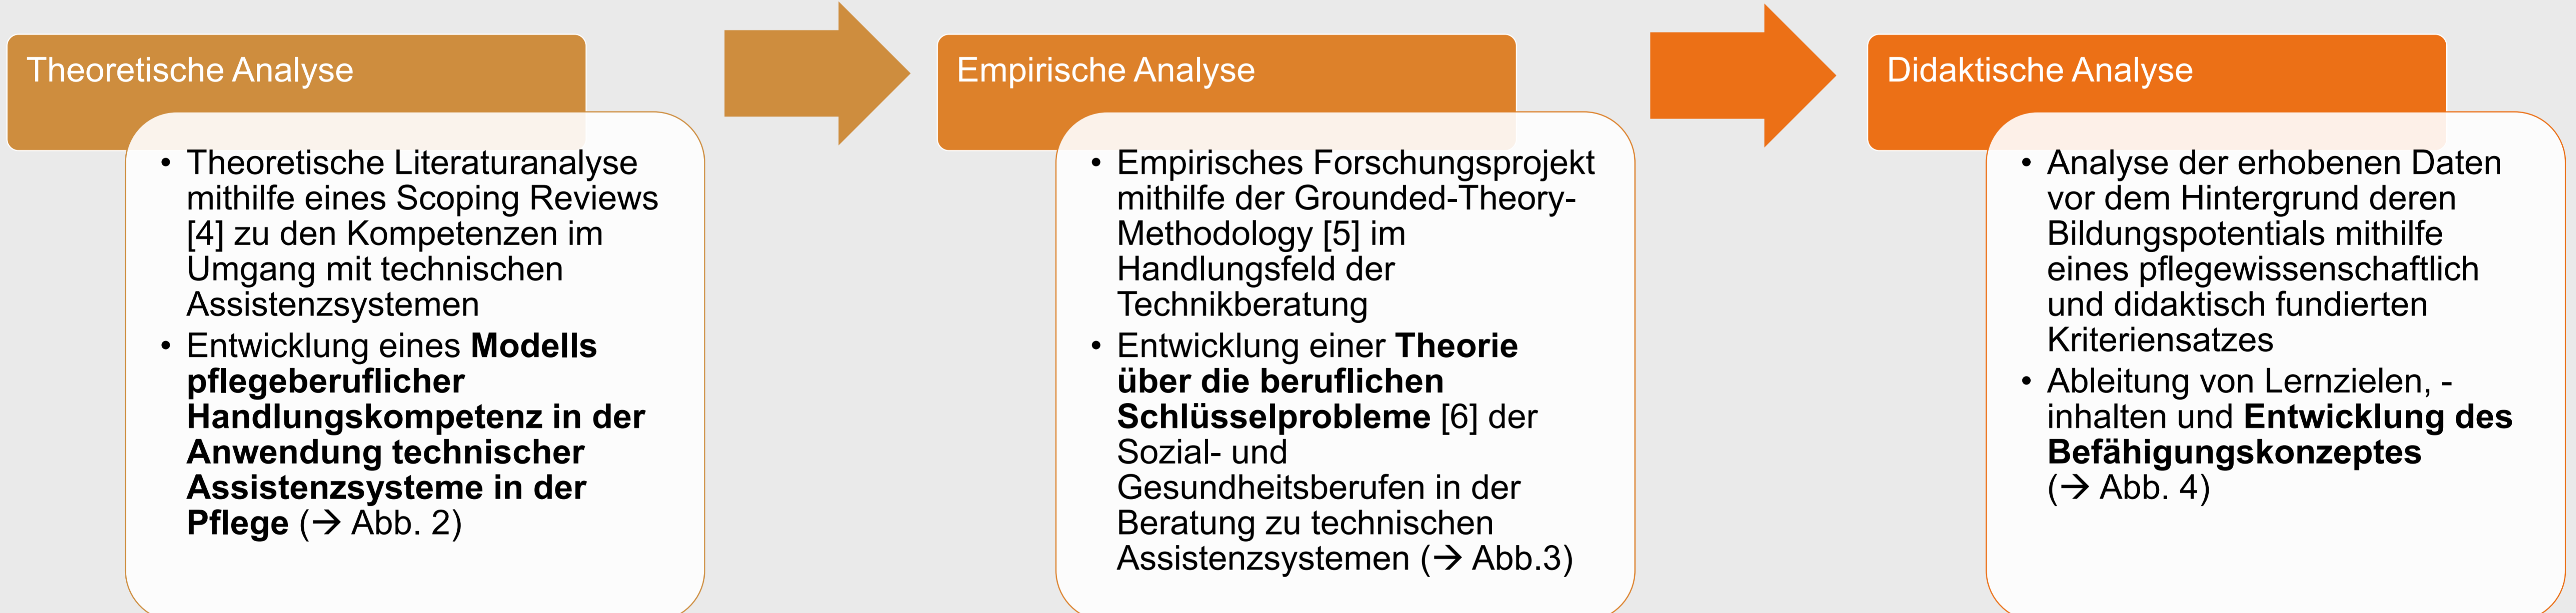 Theoretische Analyse
• Theoretische Literaturanalyse
mithilfe eines Scoping Reviews
[4] zu den Kompetenzen im
Umgang mit technischen
Assistenzsystemen
• Entwicklung eines Modells
pflegeberuflicher
Handlungskompetenz in der
Anwendung technischer
Assistenzsysteme in der
Pflege (→ Abb. 2)
Empirische Analyse
• Empirisches Forschungsprojekt
mithilfe der Grounded-Theory-
Methodology [5] im
Handlungsfeld der
Technikberatung
• Entwicklung einer Theorie
über die beruflichen
Schlüsselprobleme [6] der
Sozial- und
Gesundheitsberufen in der
Beratung zu technischen
Assistenzsystemen (→ Abb.3)
Didaktische Analyse
• Analyse der erhobenen Daten
vor dem Hintergrund deren
Bildungspotentials mithilfe
eines pflegewissenschaftlich
und didaktisch fundierten
Kriteriensatzes
• Ableitung von Lernzielen, -
inhalten und Entwicklung des
Befähigungskonzeptes
(→ Abb. 4)